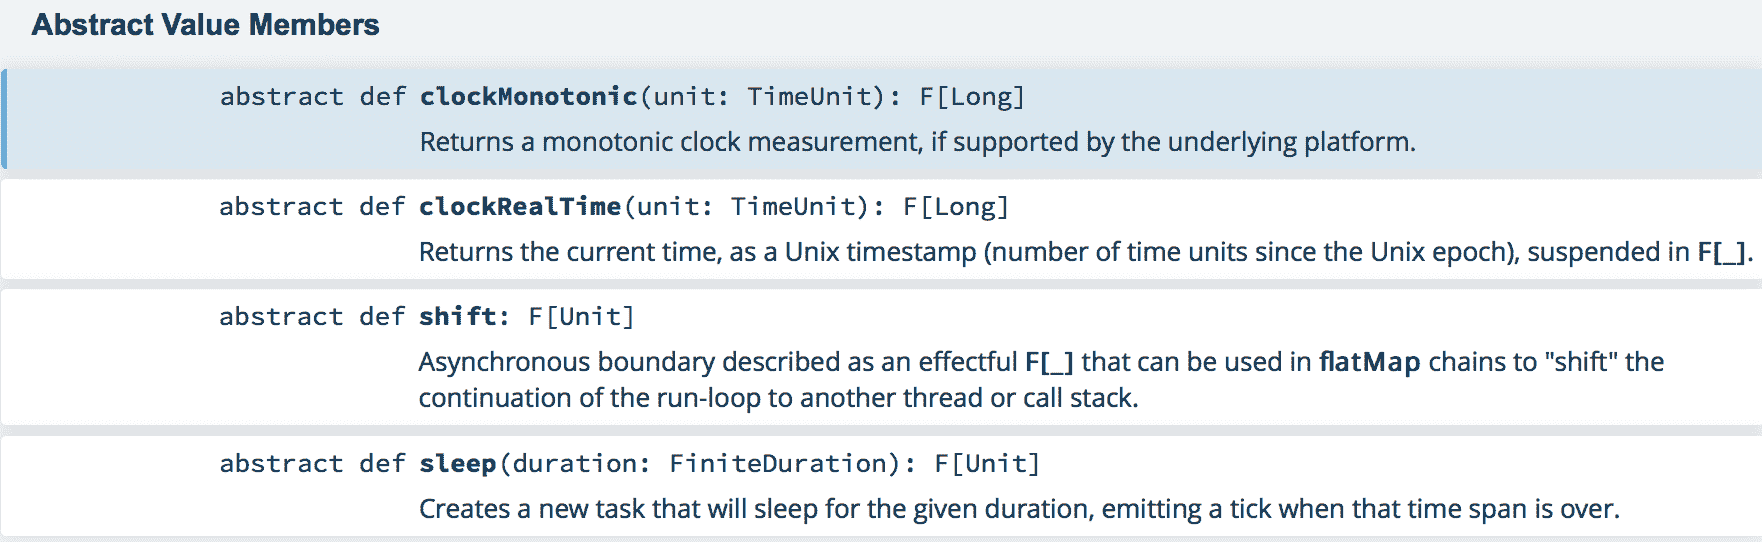 Abstract Value Members
abstract def clockMonotonic(unit: TimeUnit): F[Long]
Returns a monotonic clock measurement, if supported by the underlying platform.
abstract def clockRealTime(unit: TimeUnit): F[Long]
Returns the current time, as a Unix timestamp (number of time units since the Unix epoch), suspended in F[_].
abstract def shift: F[Unit]
Asynchronous boundary described as an effectful F[_] that can be used in flatMap chains to "shift" the
continuation of the run-loop to another thread or call stack.
abstract def sleep(duration: FiniteDuration): F[Unit]
Creates a new task that will sleep for the given duration, emitting a tick when that time span is over.